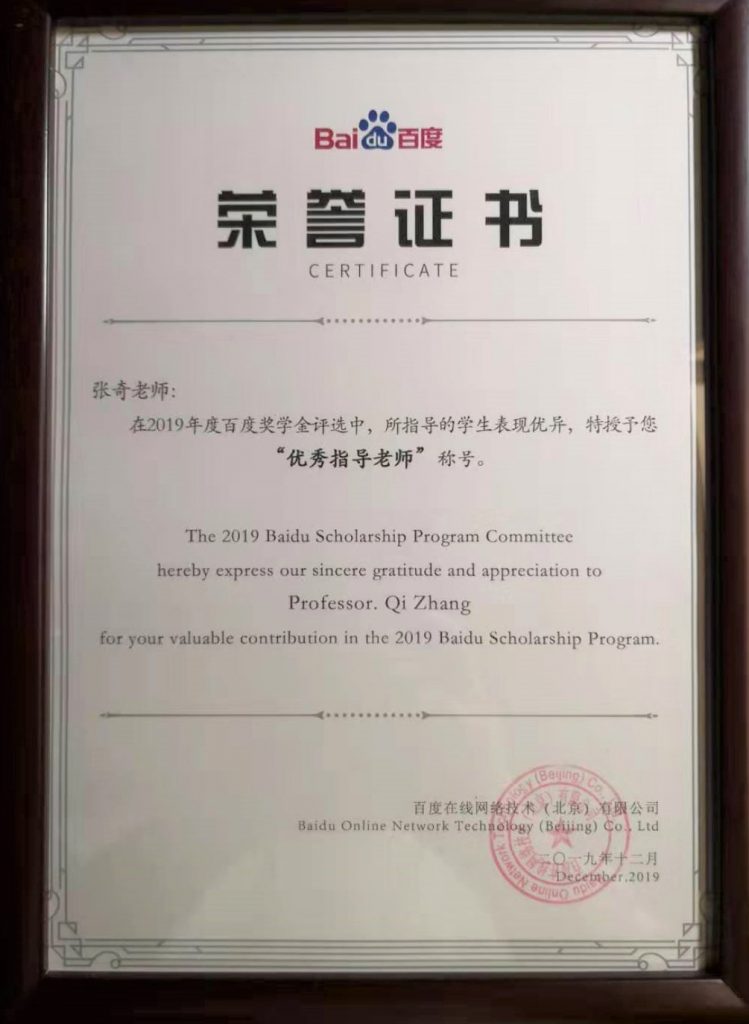 Bai du 百度
荣誉证书
CERTIFICATE
张奇老师：
在2019年度百度奖学金评选中，所指导的学生表现优异，特授予您
“优秀指导老师”称号。
The 2019 Baidu Scholarship Program Committee
hereby express our sincere gratitude and appreciation to
Professor. Qi Zhang
for your valuable contribution in the 2019 Baidu Scholarship Program.
百度在线网络技术（北京）有限公司
Baidu Online Network Technology (Beijing) Co., Ltd
二〇一九年十二月
December.2019